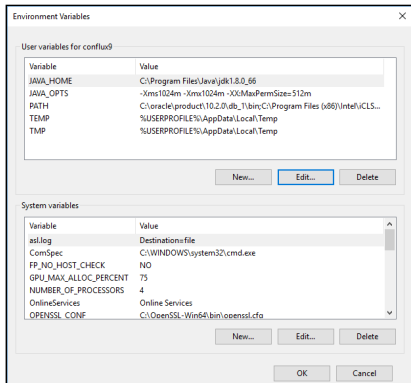 Environment Variables
User variables for conflux9
Variable Value
JAVA_HOME C:\Program Files\Java\jdk1.8.0_66
JAVA_OPTS -Xms1024m -Xmx1024m -XX:MaxPermSize=512m
PATH C:\oracle\product\10.2.0\db_1\bin;C:\Program Files (x86)\Intel\iCLS...
TEMP %USERPROFILE%\AppData\Local\Temp
TMP %USERPROFILE%\AppData\Local\Temp
New... Edit... Delete
System variables
Variable Value
asl.log Destination=file
ComSpec C:\WINDOWS\system32\cmd.exe
FP_NO_HOST_CHECK NO
GPU_MAX_ALLOC_PERCENT 75
NUMBER_OF_PROCESSORS 4
OnlineServices Online Services
OPENSSL_CONF C:\OpenSSL-Win64\bin\openssl.cfg
New... Edit... Delete
OK Cancel